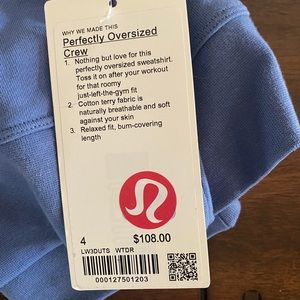 WHY WE MADE THIS
Perfectly Oversized
Crew
1. Nothing but love for this
perfectly oversized sweatshirt.
Toss it on after your workout
for that roomy
just-left-the-gym fit
2. Cotton terry fabric is
naturally breathable and soft
against your skin
3. Relaxed fit, bum-covering
length
4 $108.00
LW3DUTS WTDR
000127501203